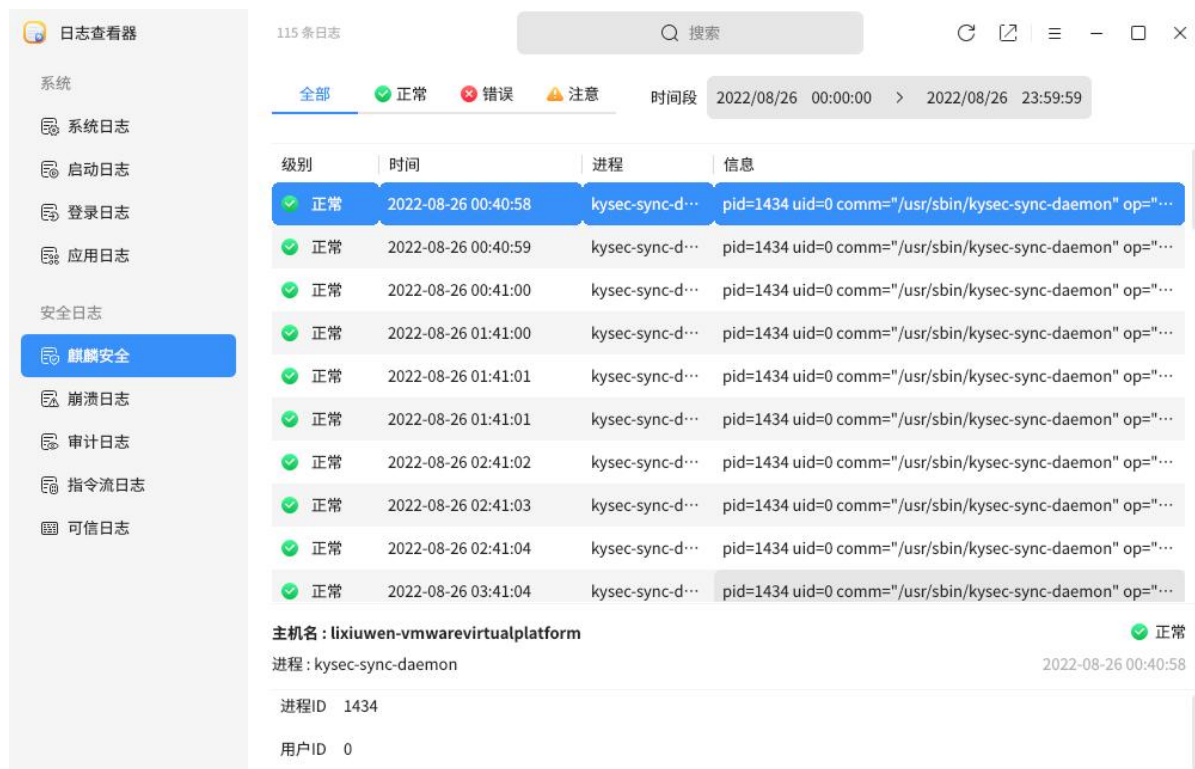 日志查看器
115 条日志
搜索
系统
系统日志
启动日志
登录日志
应用日志
安全日志
麒麟安全
崩溃日志
审计日志
指令流日志
可信日志
全部 正常 错误 注意 时间段 2022/08/26 00:00:00 > 2022/08/26 23:59:59
级别 时间 进程 信息
正常 2022-08-26 00:40:58 kysec-sync-d··· pid=1434 uid=0 comm="/usr/sbin/kysec-sync-daemon" op="···
正常 2022-08-26 00:40:59 kysec-sync-d··· pid=1434 uid=0 comm="/usr/sbin/kysec-sync-daemon" op="···
正常 2022-08-26 00:41:00 kysec-sync-d··· pid=1434 uid=0 comm="/usr/sbin/kysec-sync-daemon" op="···
正常 2022-08-26 01:41:00 kysec-sync-d··· pid=1434 uid=0 comm="/usr/sbin/kysec-sync-daemon" op="···
正常 2022-08-26 01:41:01 kysec-sync-d··· pid=1434 uid=0 comm="/usr/sbin/kysec-sync-daemon" op="···
正常 2022-08-26 01:41:01 kysec-sync-d··· pid=1434 uid=0 comm="/usr/sbin/kysec-sync-daemon" op="···
正常 2022-08-26 02:41:02 kysec-sync-d··· pid=1434 uid=0 comm="/usr/sbin/kysec-sync-daemon" op="···
正常 2022-08-26 02:41:03 kysec-sync-d··· pid=1434 uid=0 comm="/usr/sbin/kysec-sync-daemon" op="···
正常 2022-08-26 02:41:04 kysec-sync-d··· pid=1434 uid=0 comm="/usr/sbin/kysec-sync-daemon" op="···
正常 2022-08-26 03:41:04 kysec-sync-d··· pid=1434 uid=0 comm="/usr/sbin/kysec-sync-daemon" op="···
主机名 : lixiuwen-vmwarevirtualplatform 正常
进程 : kysec-sync-daemon 2022-08-26 00:40:58
进程ID 1434
用户ID 0